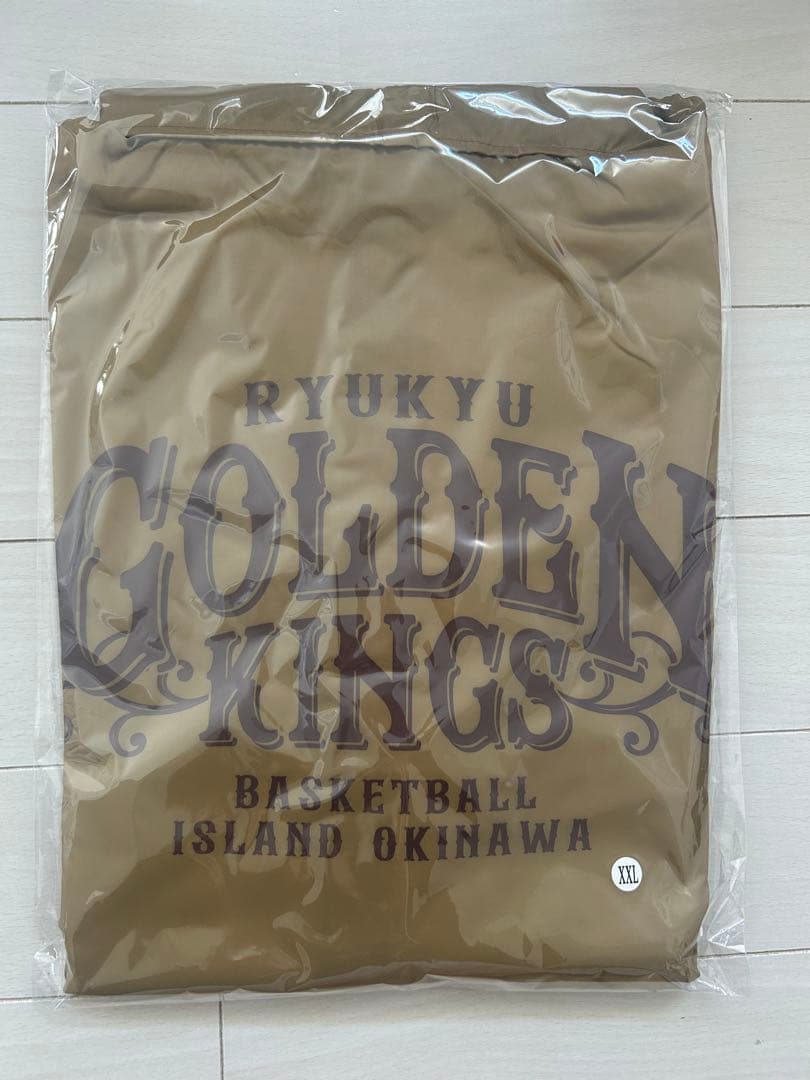 RYUKYU
GOLDEN
KINGS
BASKETBALL
ISLAND OKINAWA
XXL